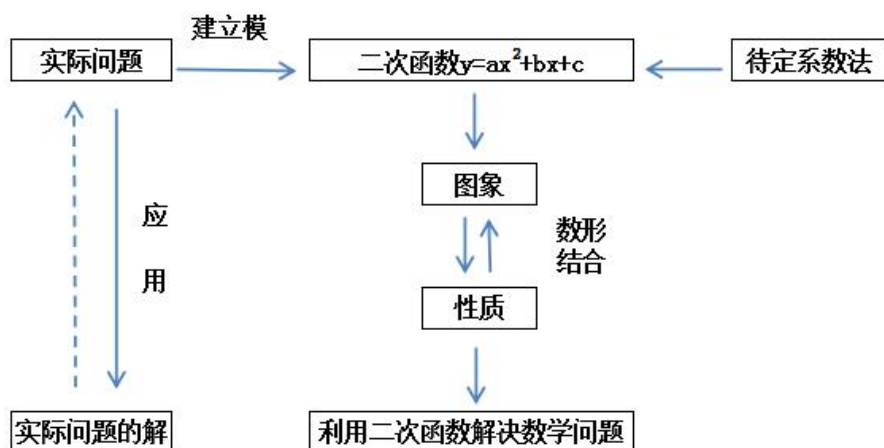 建立模
实际问题
二次函数y=ax²+bx+c
待定系数法
图象
应
用
数形
结合
性质
实际问题的解
利用二次函数解决数学问题